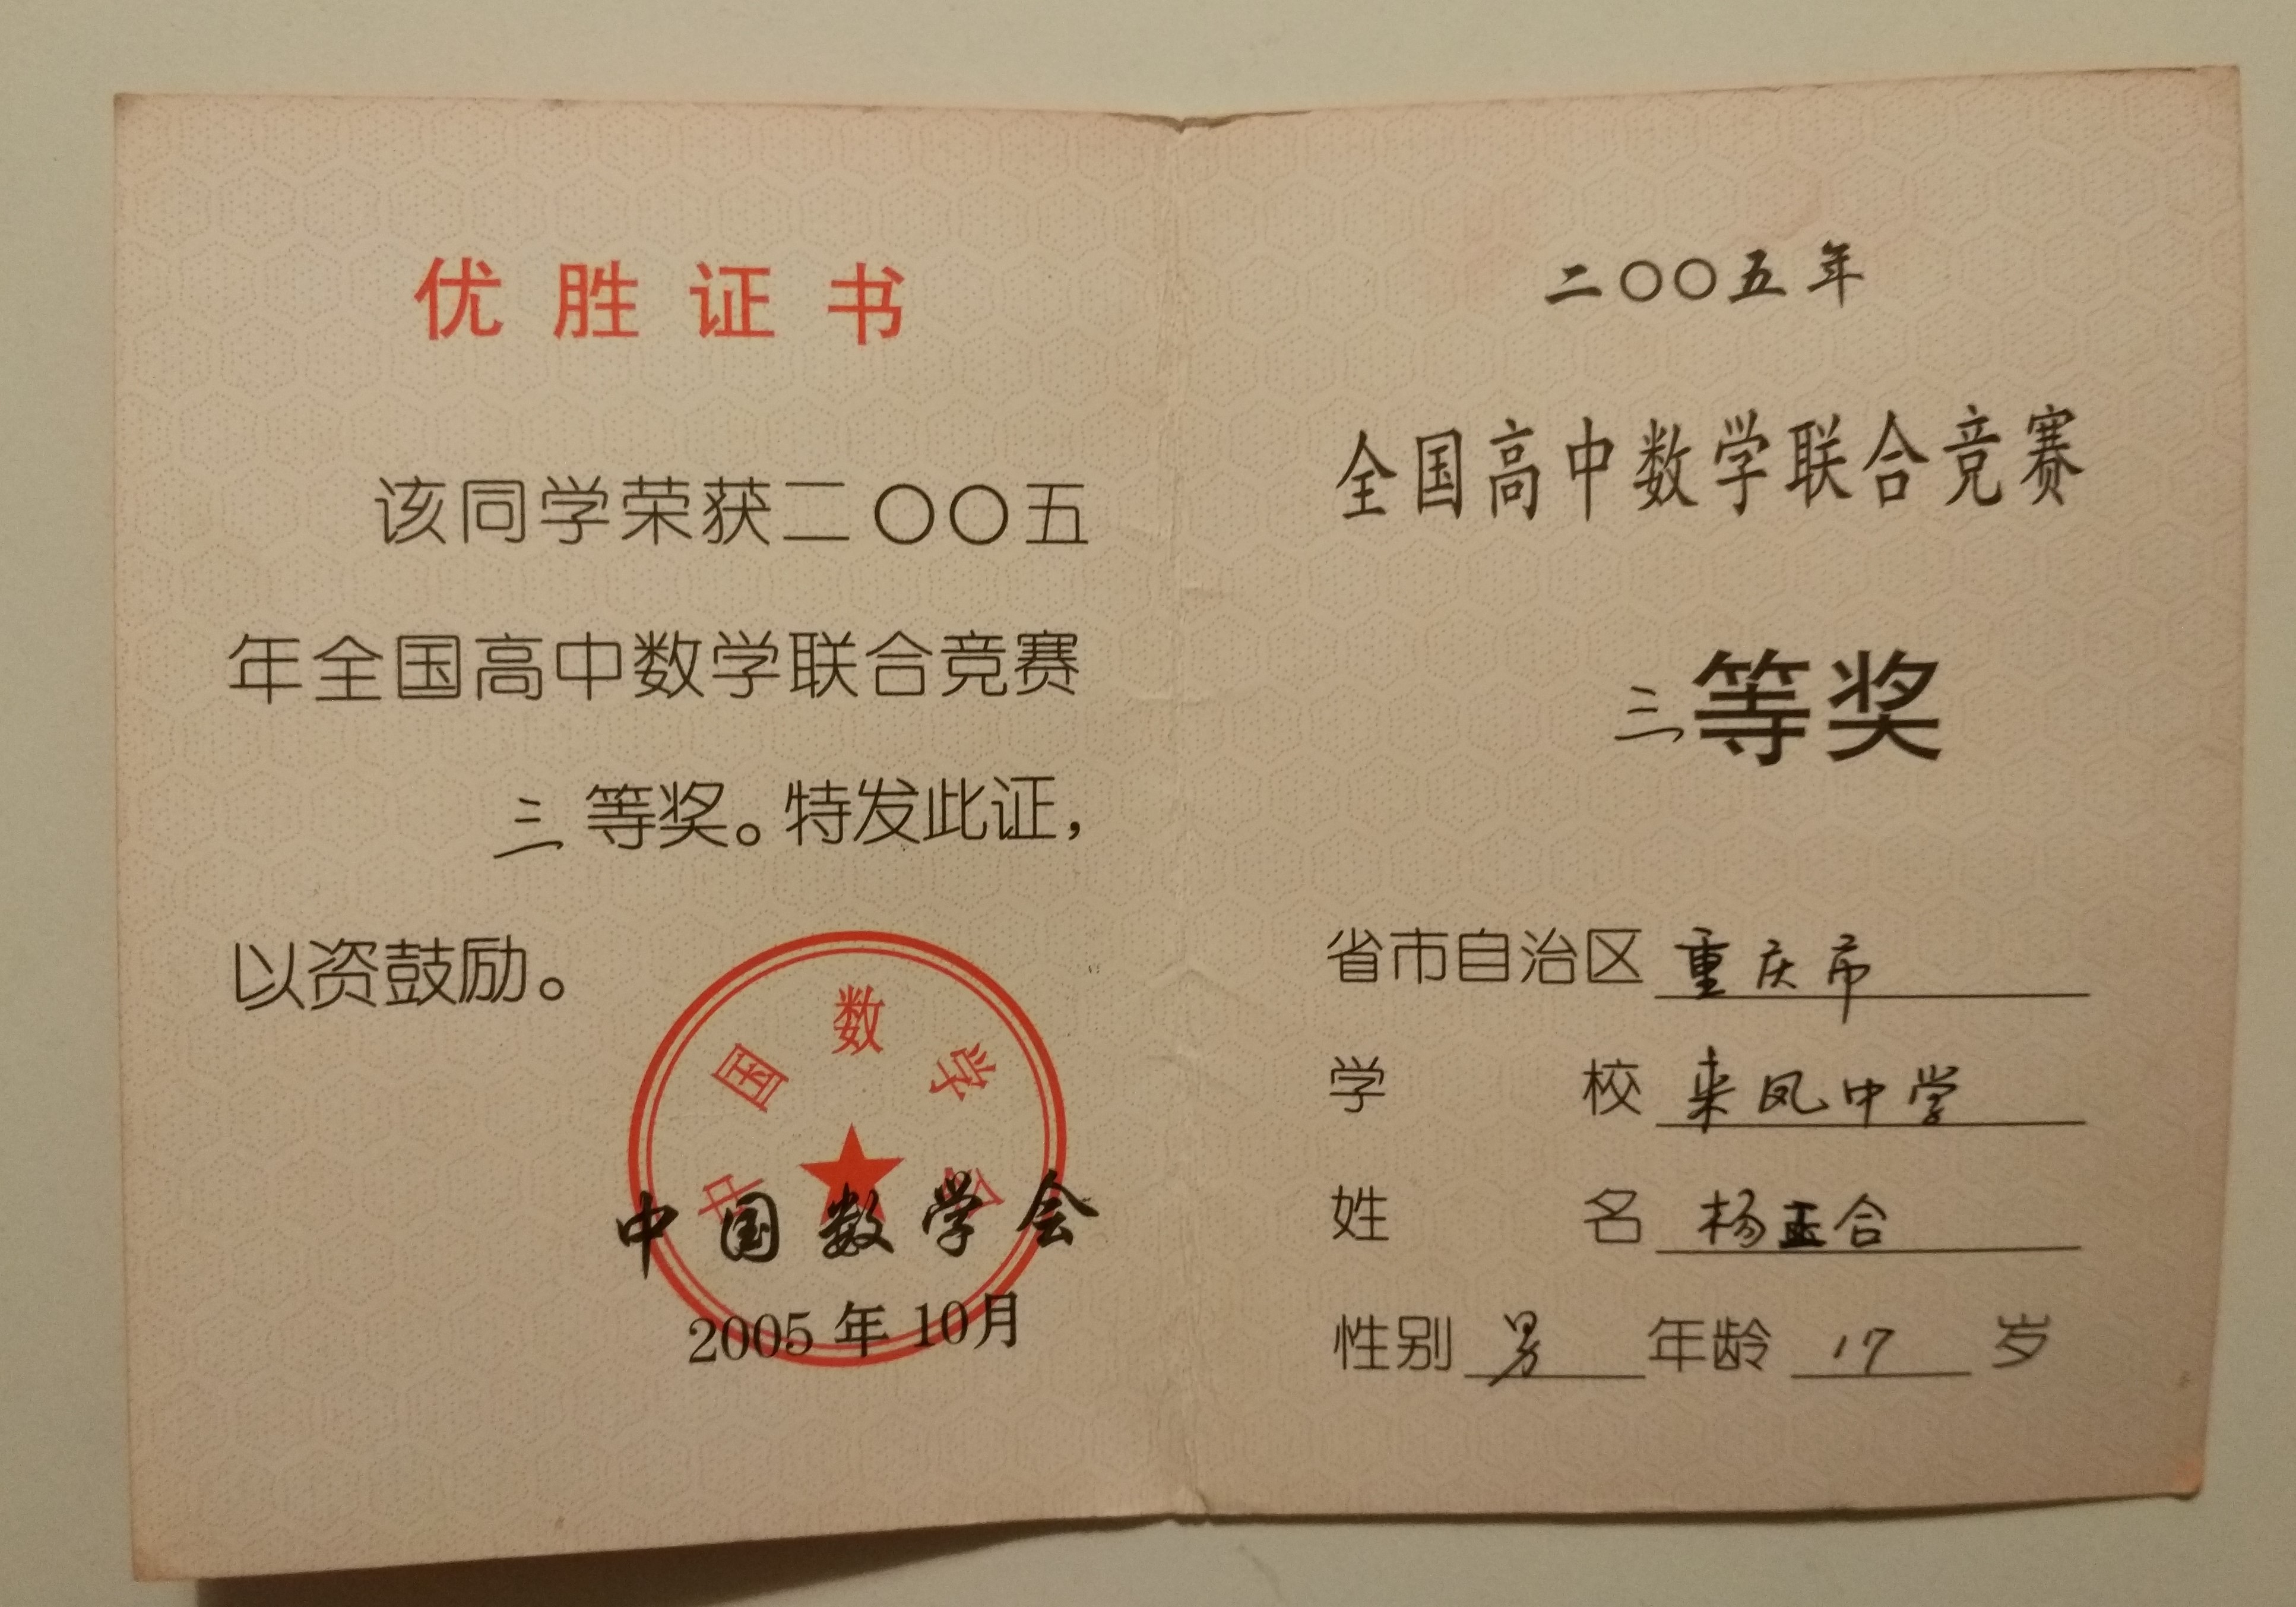 优胜证书
该同学荣获二〇〇五
年全国高中数学联合竞赛
三等奖。特发此证，
以资鼓励。
中国数学会
中国数学会
2005年10月
二〇〇五年
全国高中数学联合竞赛
三等奖
省市自治区 重庆市
学校 来凤中学
姓名 杨正合
性别 男 年龄 17 岁